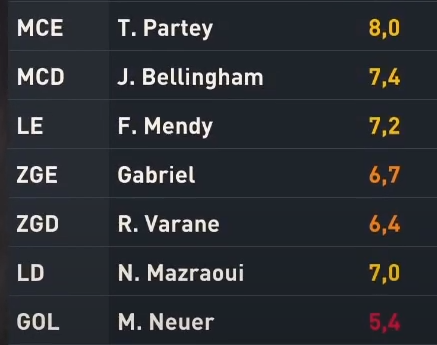 MCE T. Partey 8,0
MCD J. Bellingham 7,4
LE F. Mendy 7,2
ZGE Gabriel 6,7
ZGD R. Varane 6,4
LD N. Mazraoui 7,0
GOL M. Neuer 5,4